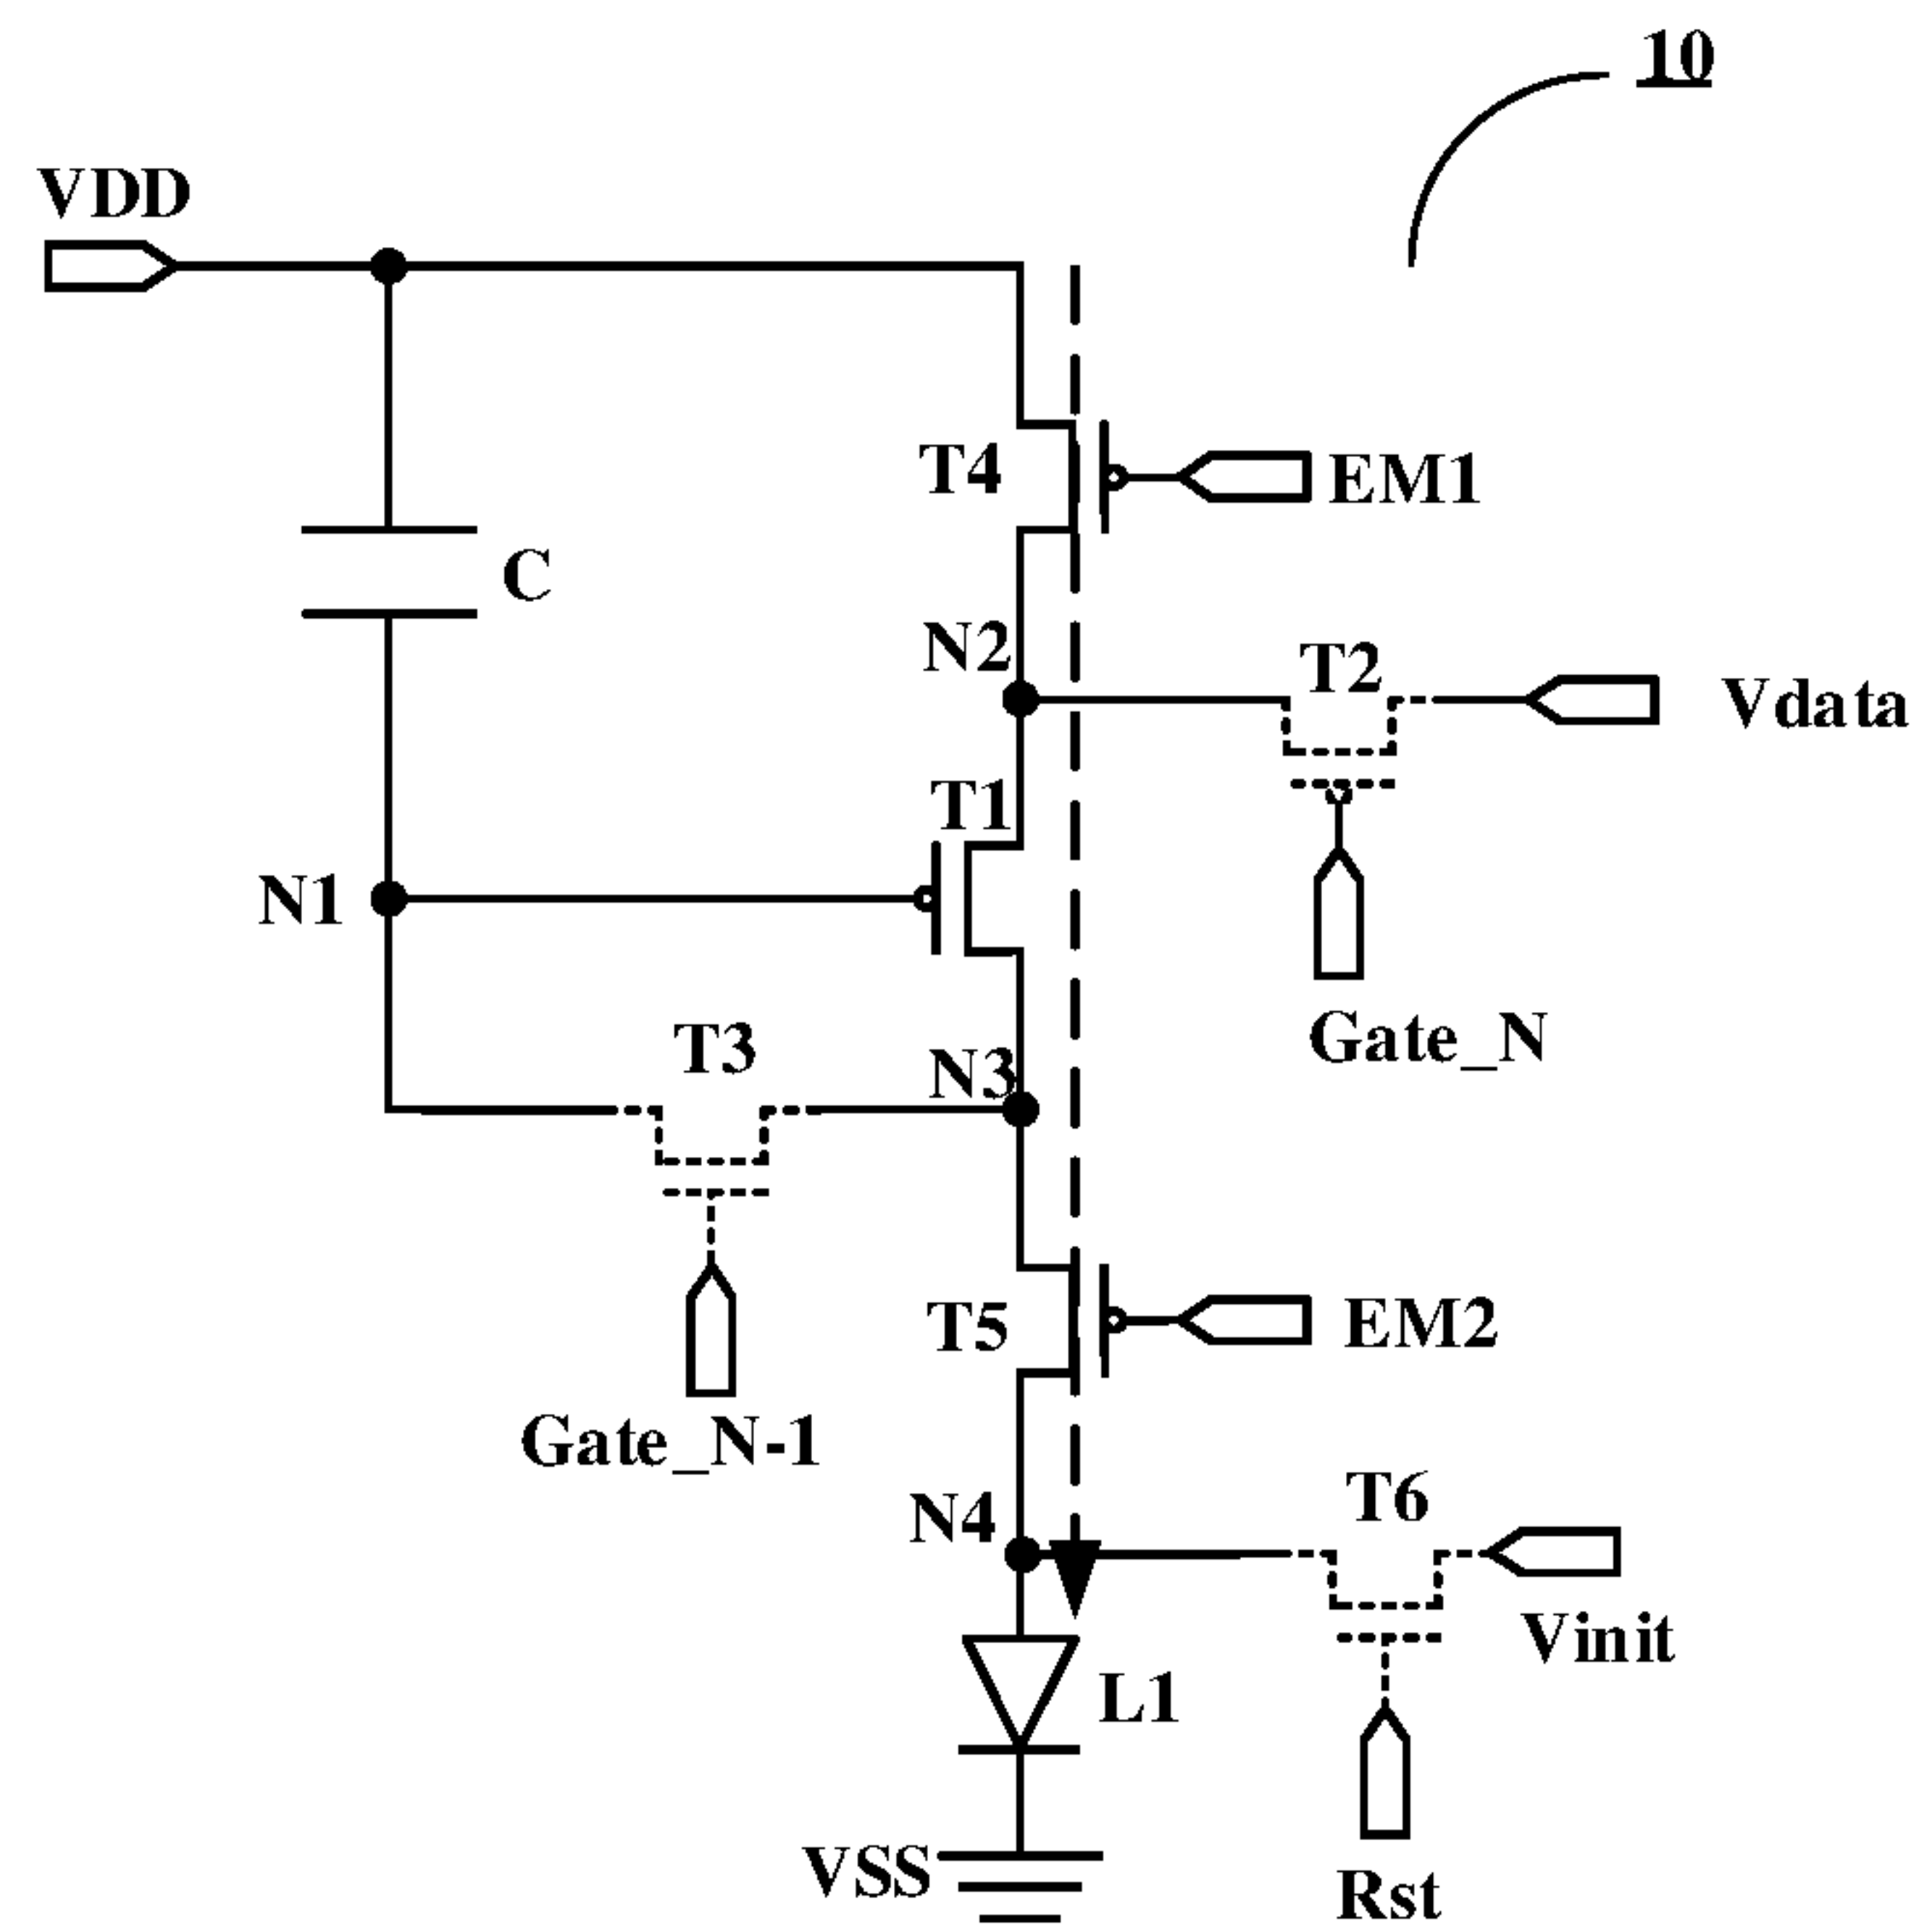 10
VDD
T4
EM1
C
N2
T2
Vdata
T1
N1
Gate_N
T3
N3
T5
EM2
Gate_N-1
N4
T6
Vinit
L1
VSS
Rst